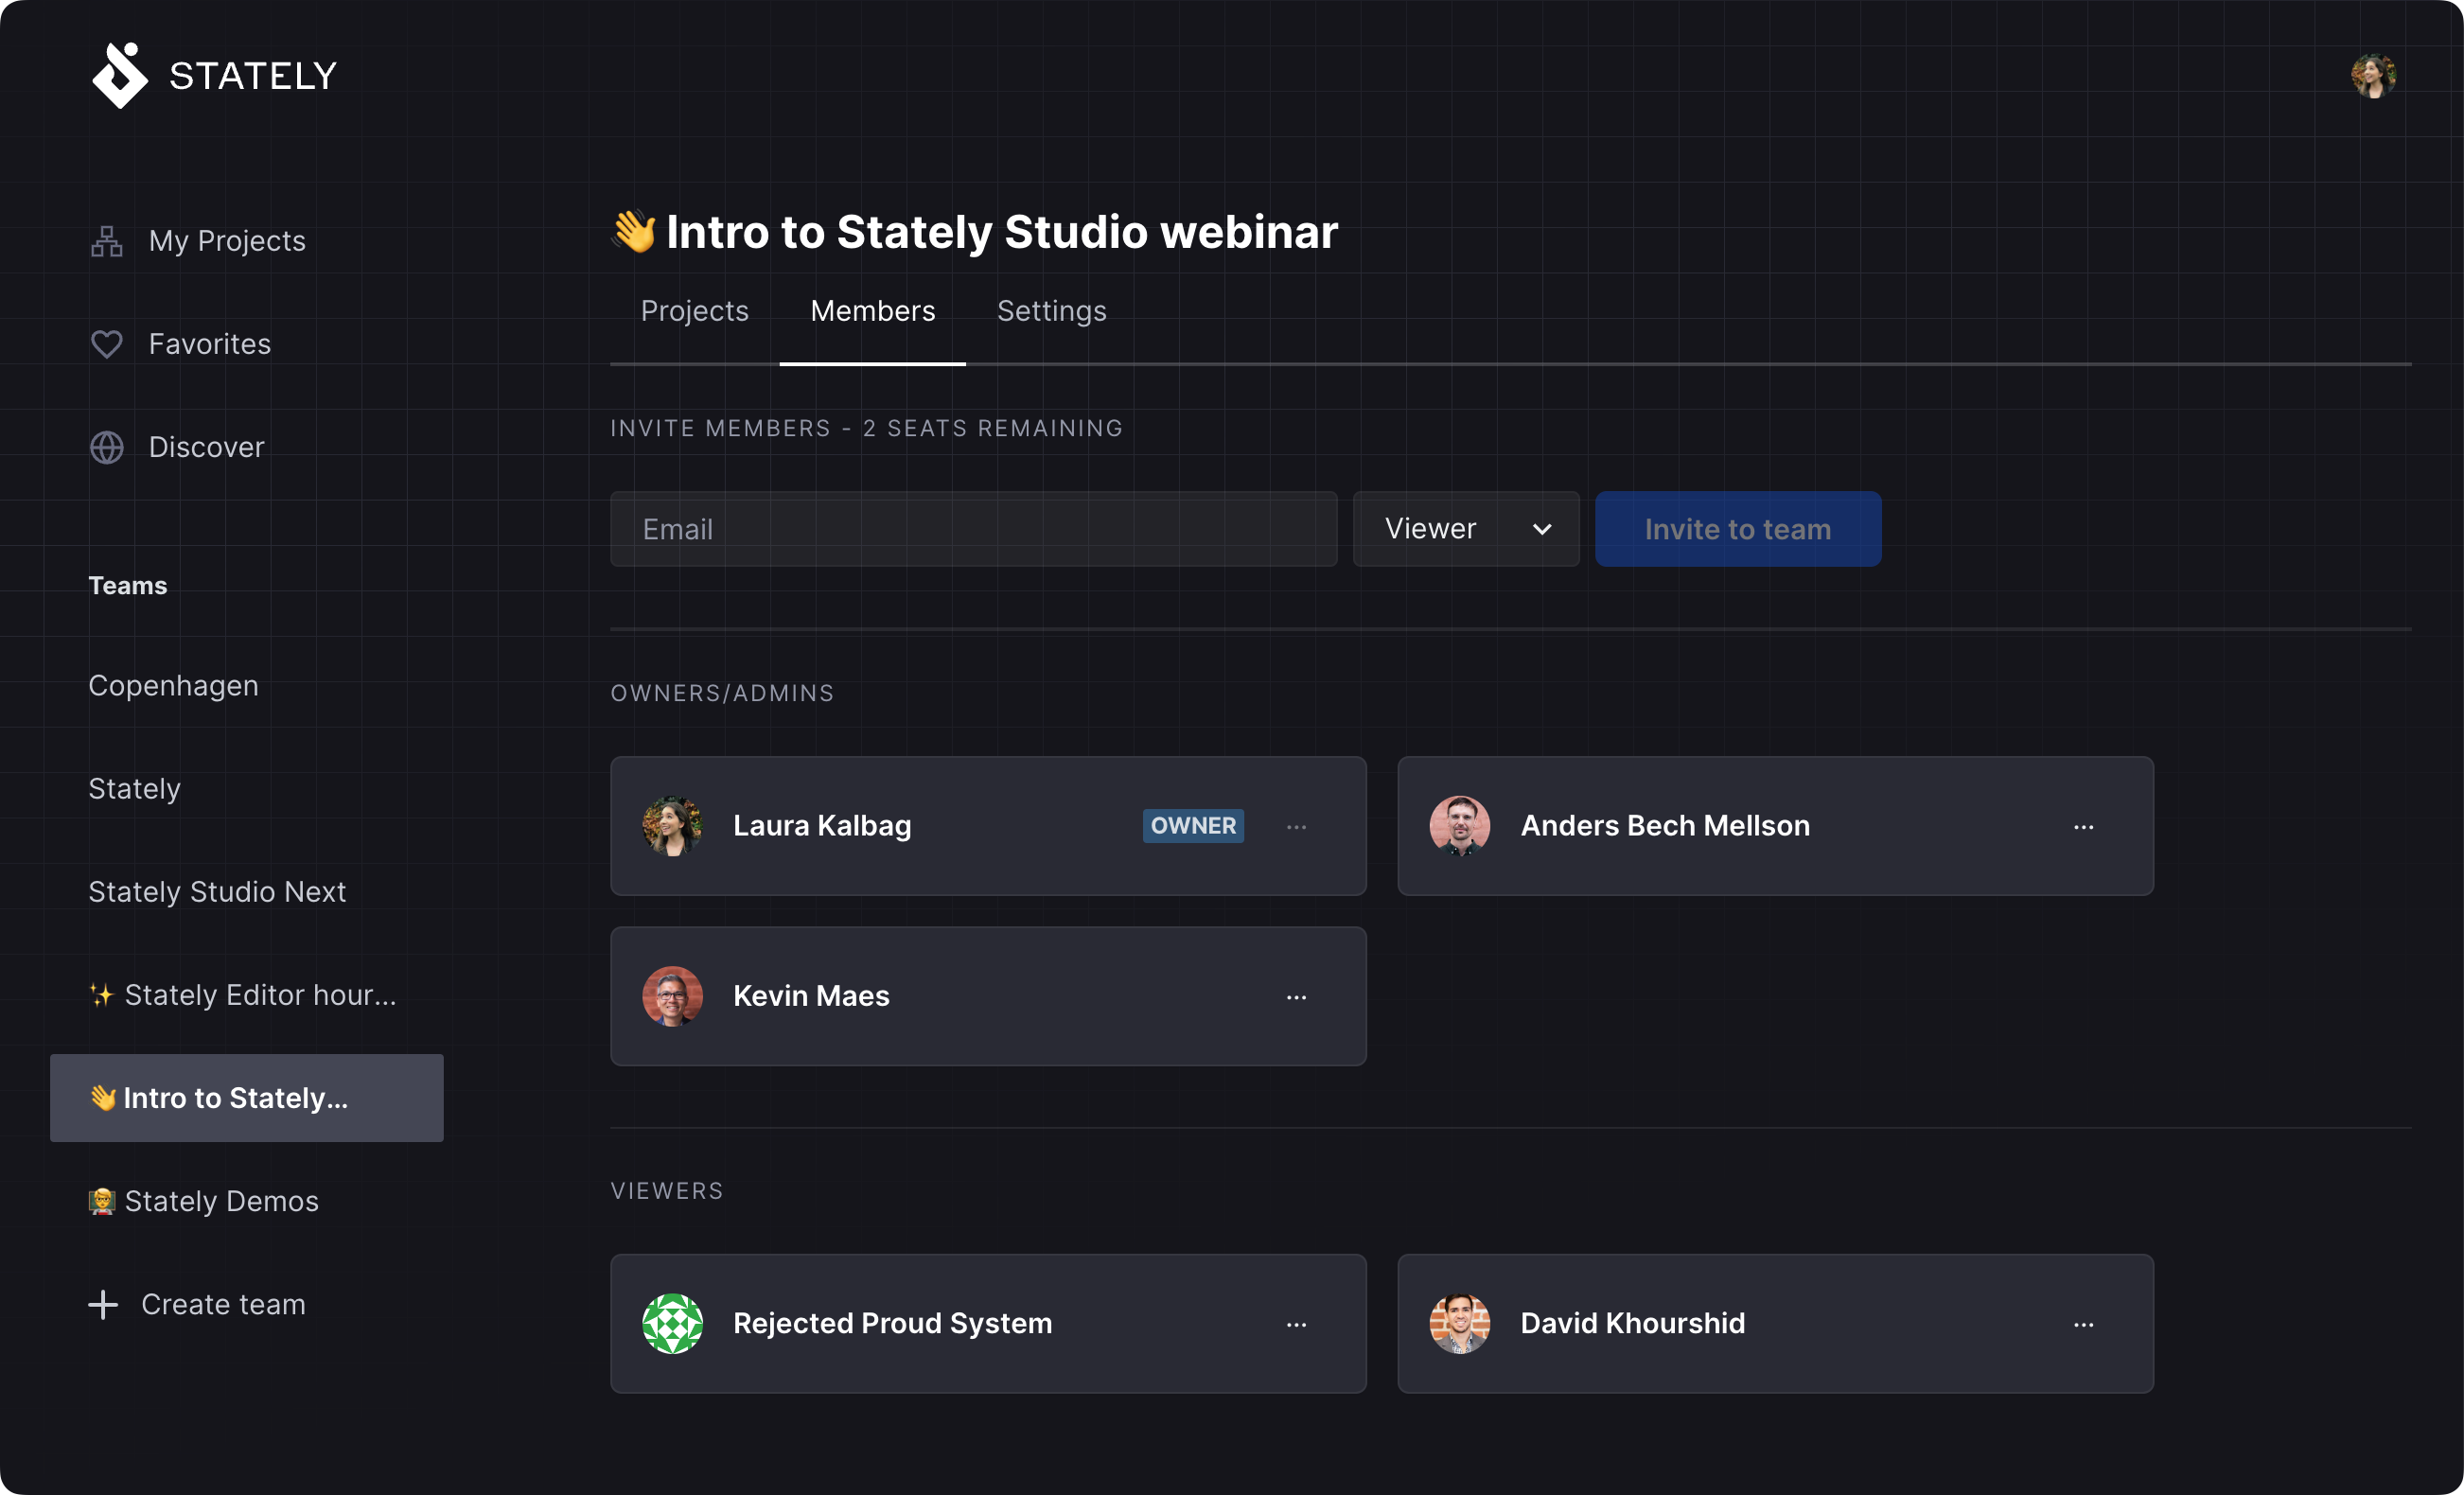 STATELY
My Projects
Favorites
Discover
Teams
Copenhagen
Stately
Stately Studio Next
✨ Stately Editor hour...
👋 Intro to Stately...
🧑‍🏫 Stately Demos
Create team
👋 Intro to Stately Studio webinar
Projects Members Settings
INVITE MEMBERS - 2 SEATS REMAINING
Email Viewer Invite to team
OWNERS/ADMINS
Laura Kalbag OWNER ...
Anders Bech Mellson ...
Kevin Maes ...
VIEWERS
Rejected Proud System ...
David Khourshid ...